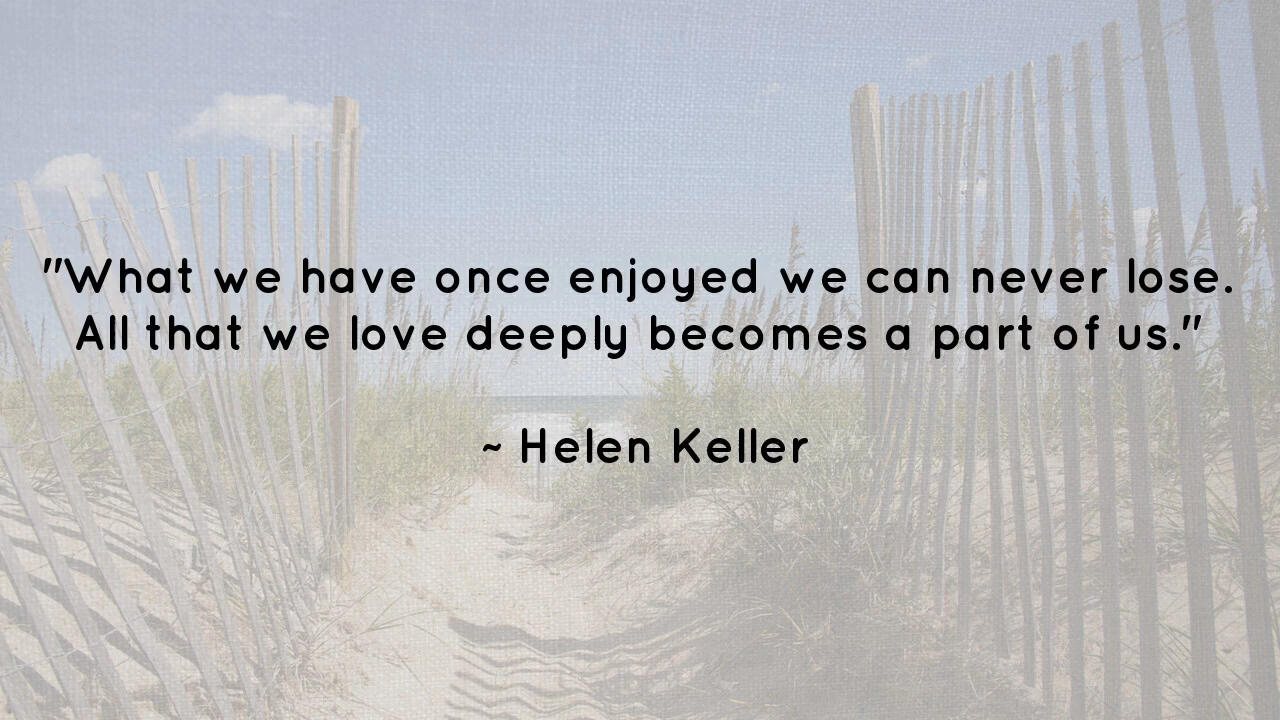 "What we have once enjoyed we can never lose.
All that we love deeply becomes a part of us."
~ Helen Keller